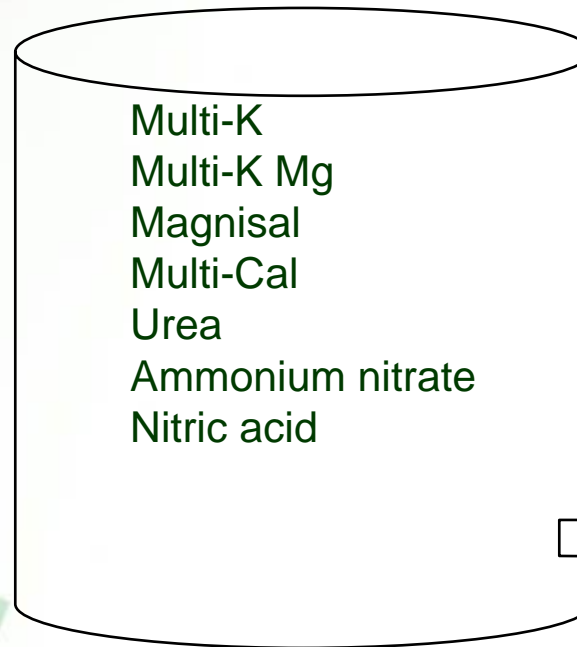 Multi-K
Multi-K Mg
Magnisal
Multi-Cal
Urea
Ammonium nitrate
Nitric acid